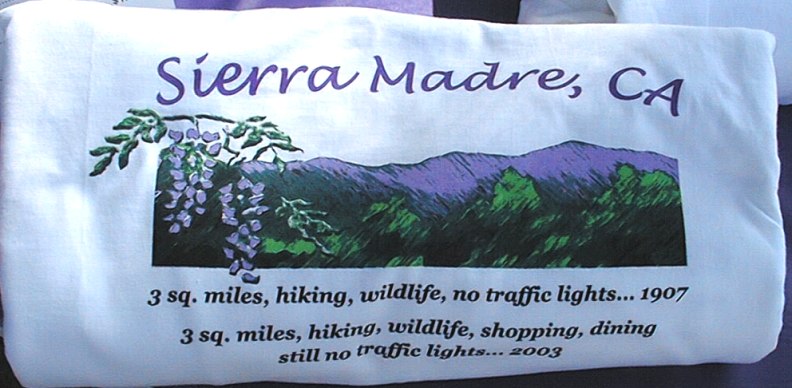 Sierra Madre, CA
3 sq. miles, hiking, wildlife, no traffic lights... 1907
3 sq. miles, hiking, wildlife, shopping, dining
still no traffic lights... 2003